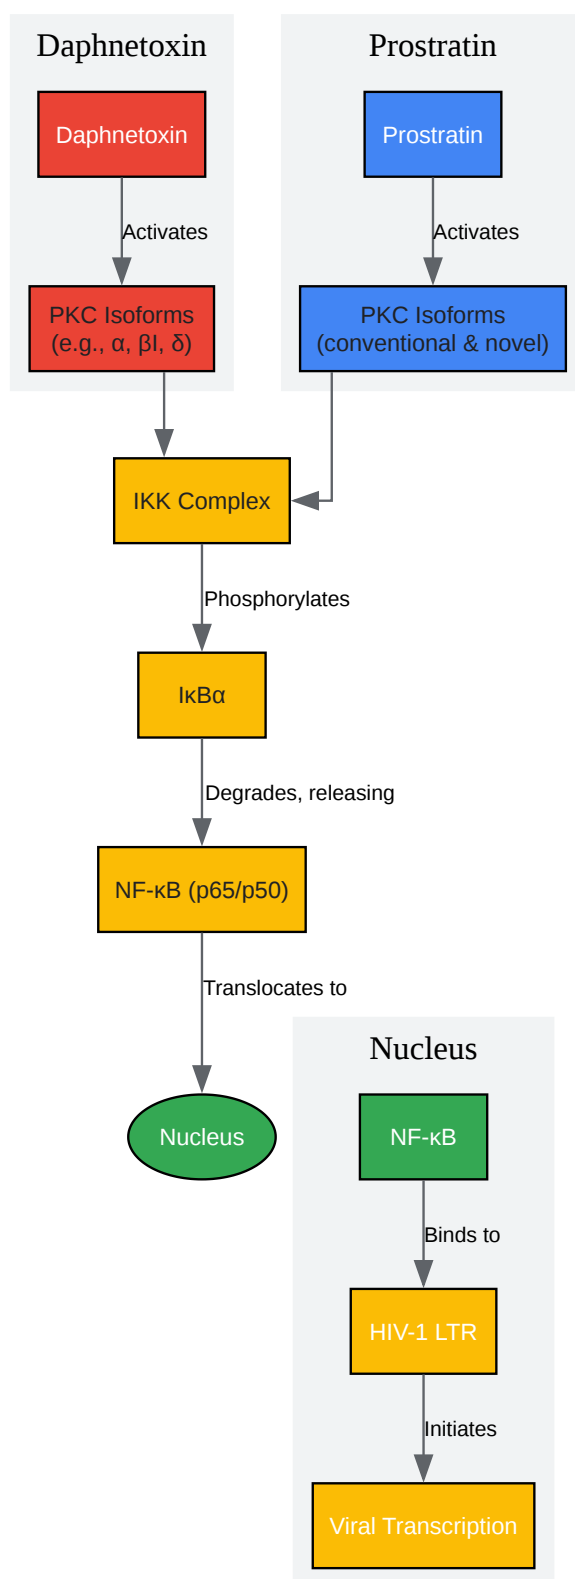 Daphnetoxin
Prostratin
Daphnetoxin
Prostratin
Activates
Activates
PKC Isoforms
(e.g., α, βI, δ)
PKC Isoforms
(conventional & novel)
IKK Complex
Phosphorylates
IκBα
Degrades, releasing
NF-κB (p65/p50)
Translocates to
Nucleus
Nucleus
NF-κB
Binds to
HIV-1 LTR
Initiates
Viral Transcription